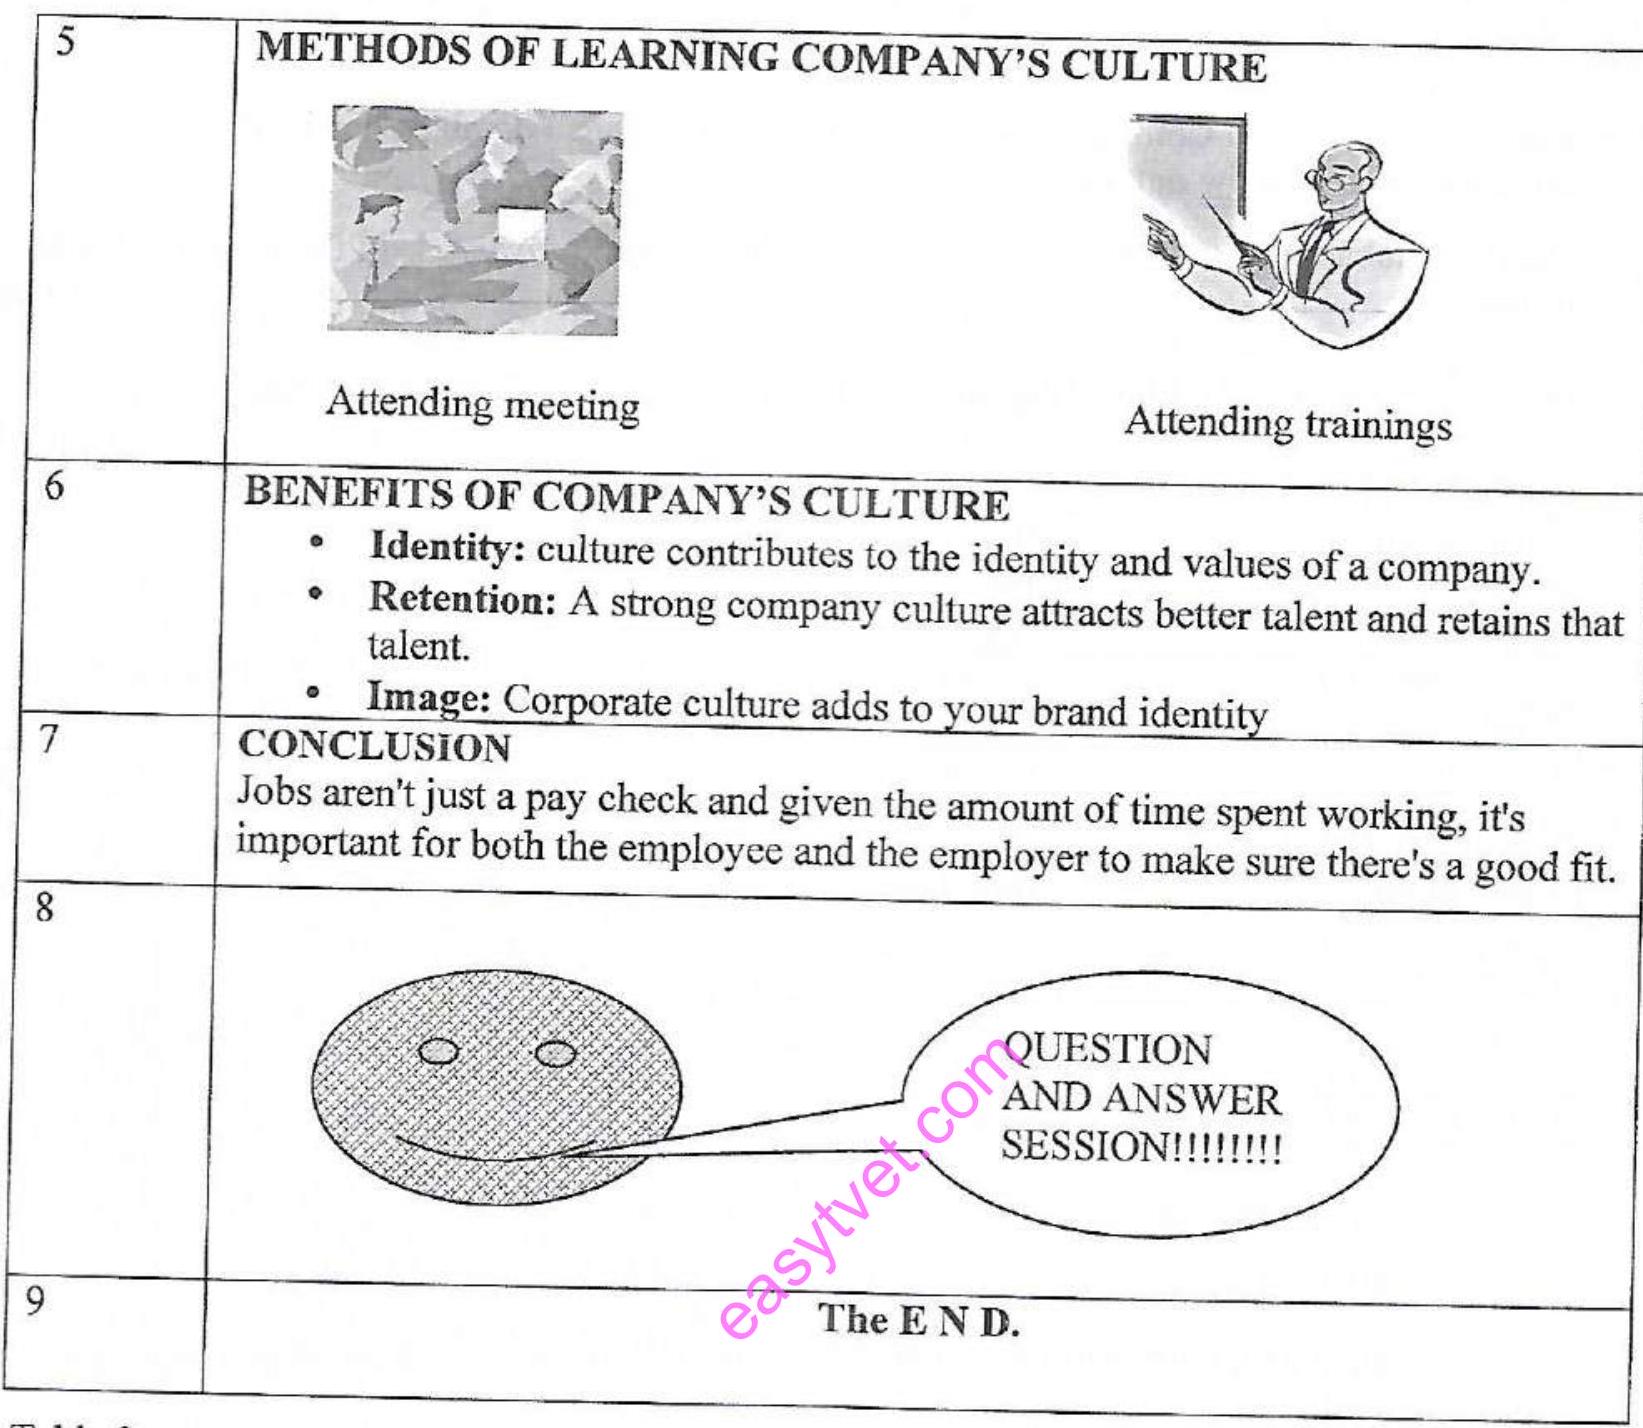 5
METHODS OF LEARNING COMPANY'S CULTURE
Attending meeting
Attending trainings
6
BENEFITS OF COMPANY'S CULTURE
• Identity: culture contributes to the identity and values of a company.
• Retention: A strong company culture attracts better talent and retains that
talent.
• Image: Corporate culture adds to your brand identity
7
CONCLUSION
Jobs aren't just a pay check and given the amount of time spent working, it's
important for both the employee and the employer to make sure there's a good fit.
8
QUESTION
AND ANSWER
SESSION!!!!!!!!!
easytvet.com
9
The E N D.